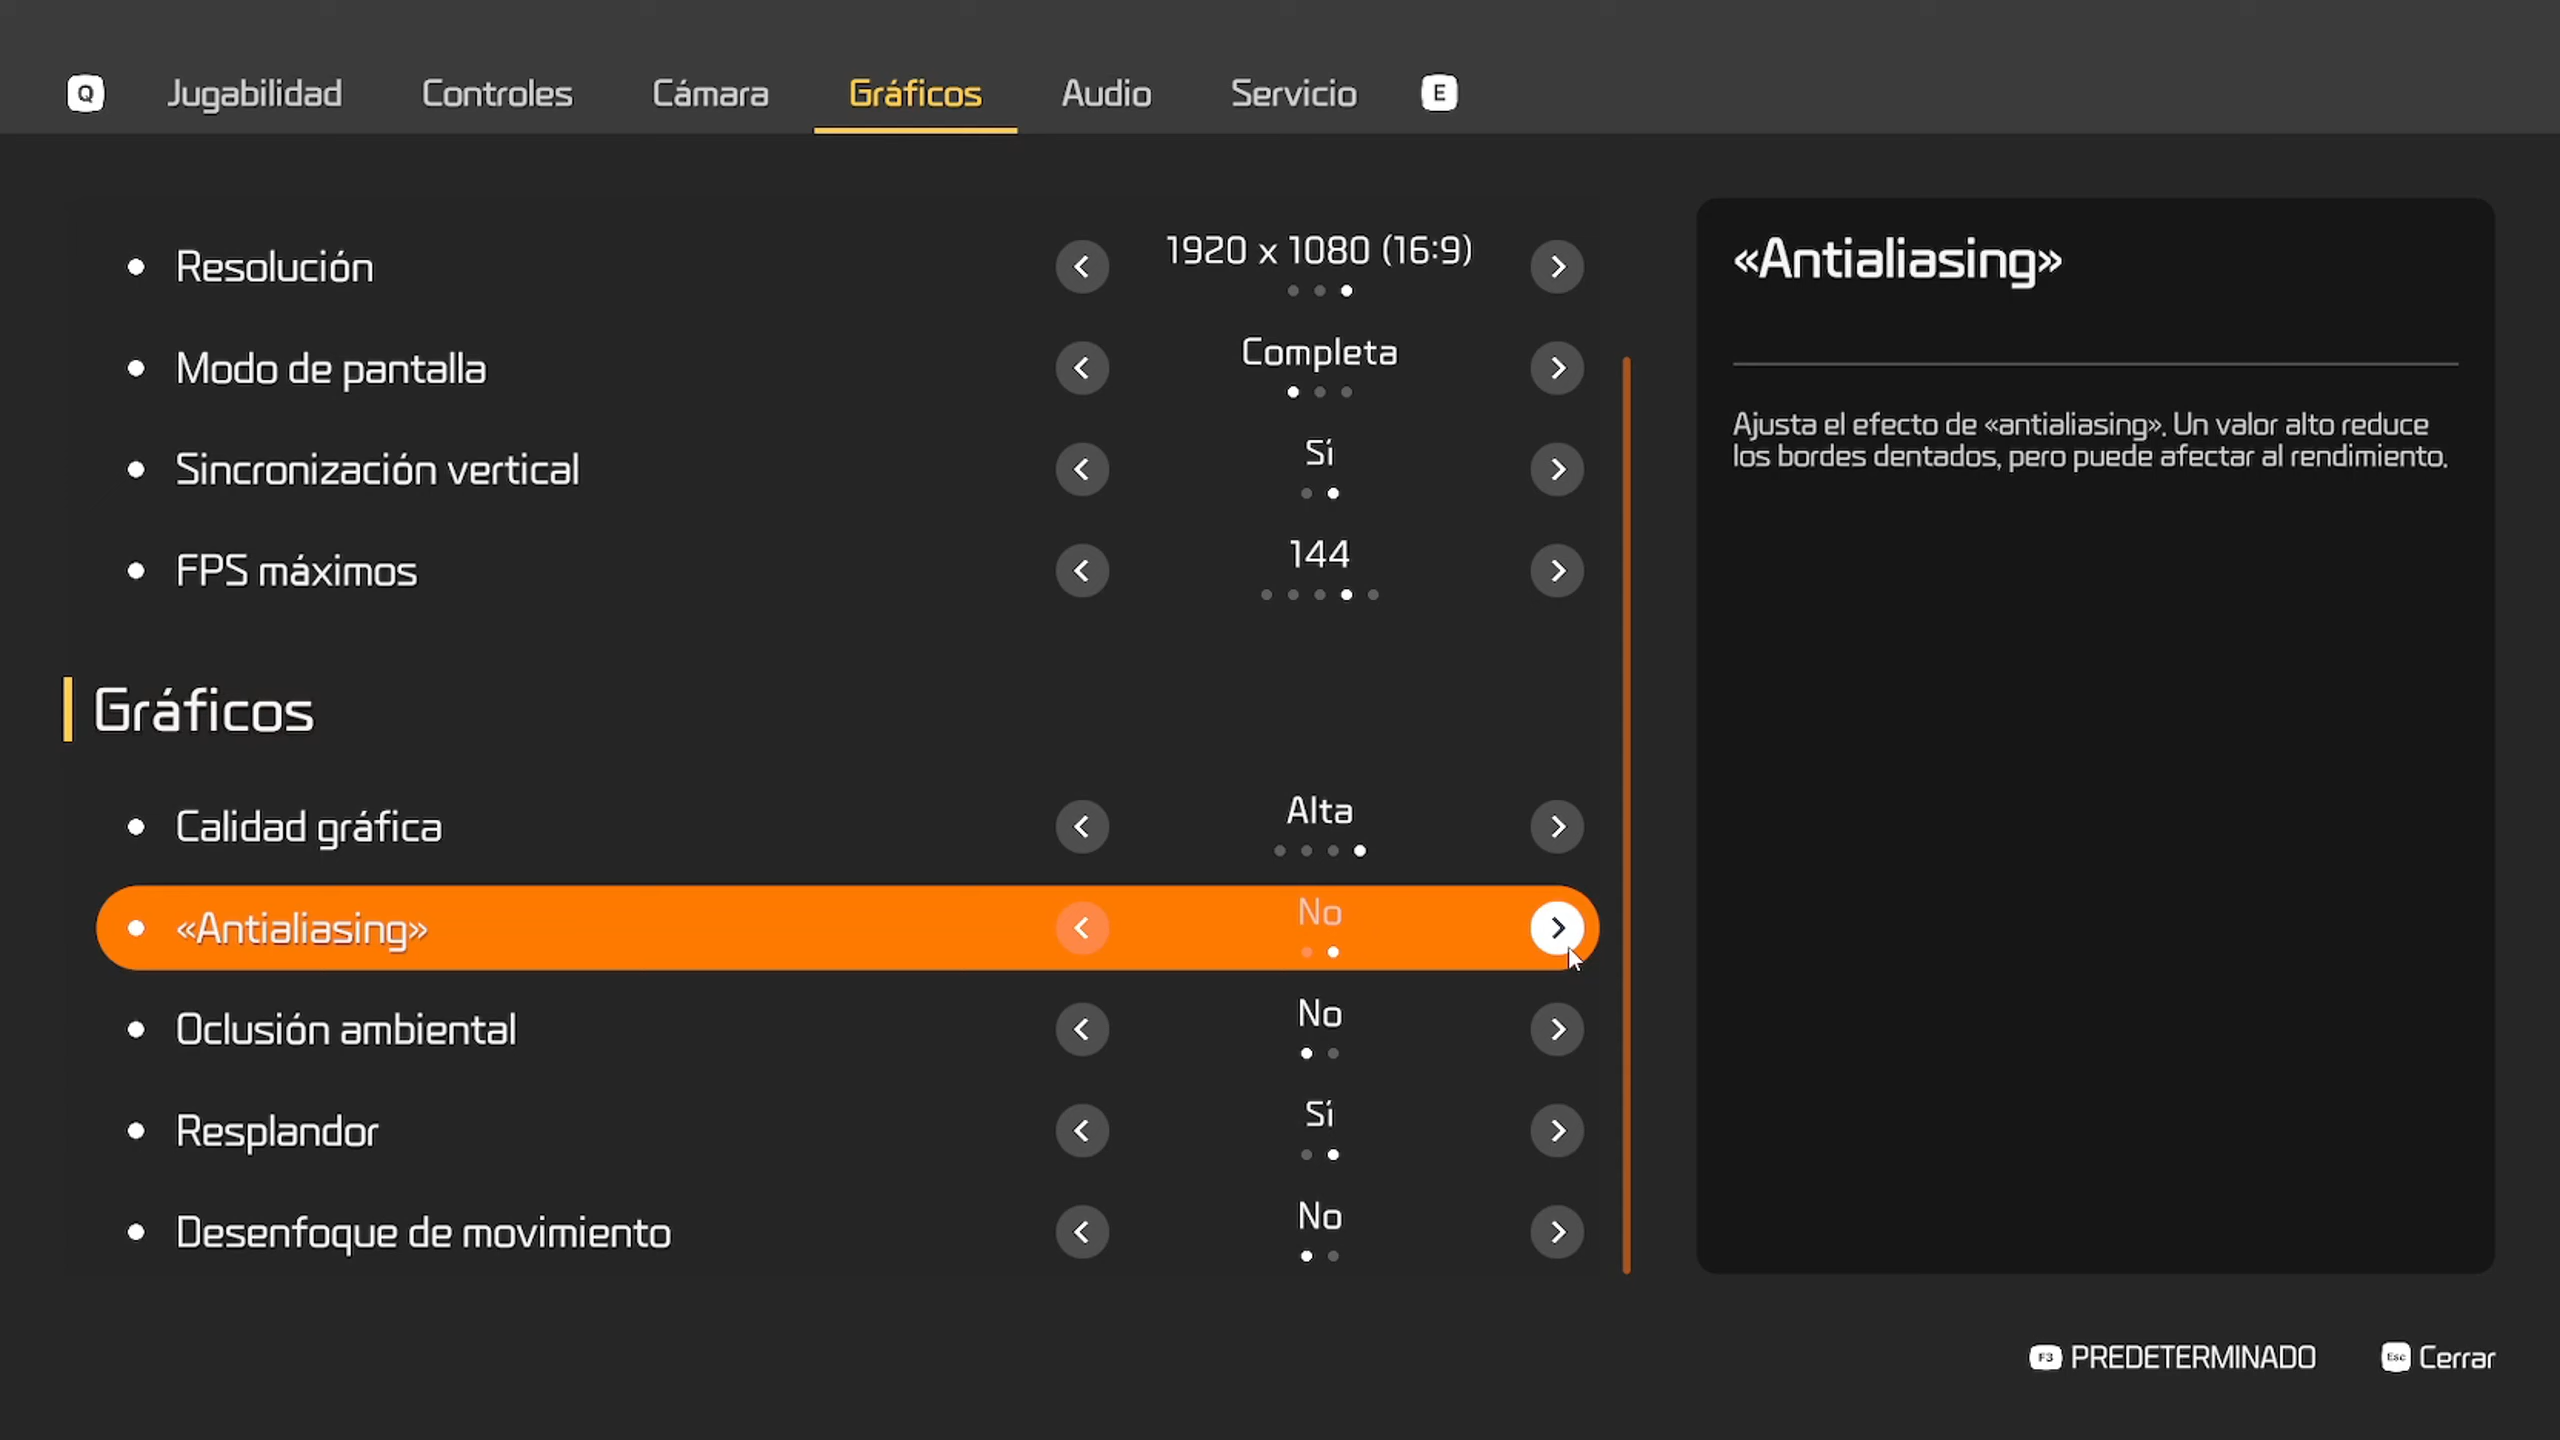 Q Jugabilidad Controles Cámara Gráficos Audio Servicio E
Resolución 1920 x 1080 (16:9)
Modo de pantalla Completa
Sincronización vertical Sí
FPS máximos 144
Gráficos
Calidad gráfica Alta
«Antialiasing» No
Oclusión ambiental No
Resplandor Sí
Desenfoque de movimiento No
«Antialiasing»
Ajusta el efecto de «antialiasing». Un valor alto reduce
los bordes dentados, pero puede afectar al rendimiento.
F3 PREDETERMINADO Esc Cerrar